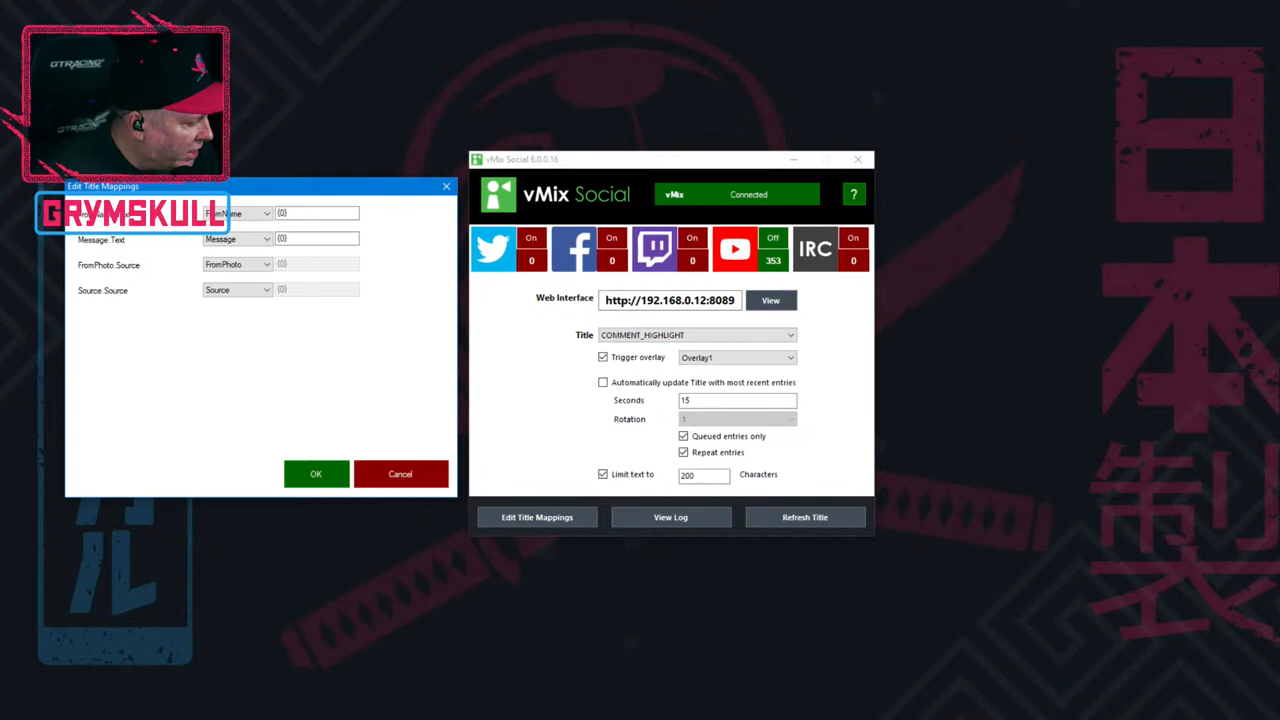 GTRACING
GTRACING
Edit Title Mappings
GRYMSKULL
FromName
{0}
Message.Text
Message
{0}
FromPhoto.Source
FromPhoto
{0}
Source.Source
Source
{0}
OK
Cancel
vMix Social 6.0.0.16
vMix Social
vMix
Connected
?
On
0
On
0
On
0
Off
353
IRC
On
0
Web Interface
http://192.168.0.12:8089
View
Title
COMMENT_HIGHLIGHT
Trigger overlay
Overlay1
Automatically update Title with most recent entries
Seconds
15
Rotation
1
Queued entries only
Repeat entries
Limit text to
200
Characters
Edit Title Mappings
View Log
Refresh Title
日本製
ル